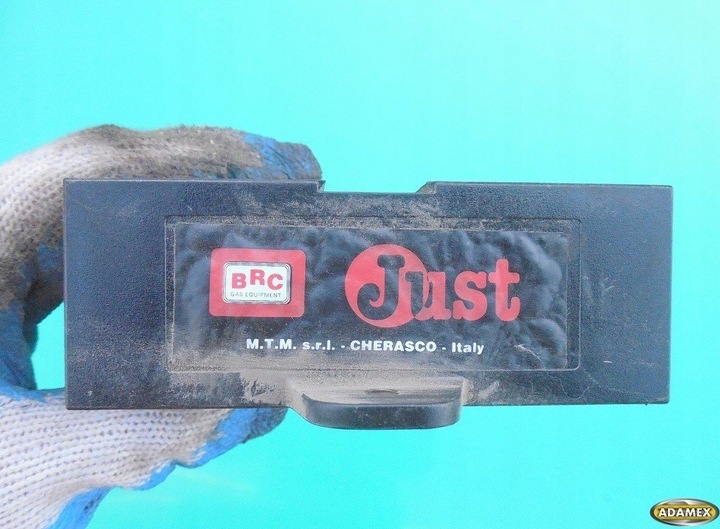 BRC
GAS EQUIPMENT
Just
M.T.M. s.r.l. - CHERASCO - Italy
ADAMEX